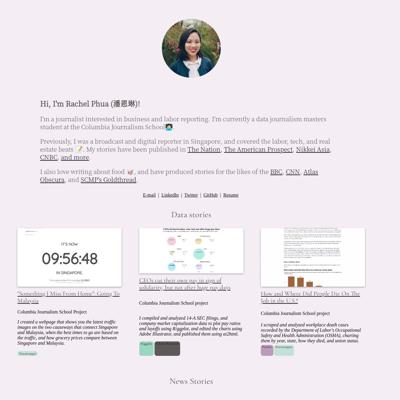 Hi, I'm Rachel Phua (潘恩琳)!
I'm a journalist interested in business and labor reporting. I'm currently a data journalism masters
student at the Columbia Journalism School
Previously, I was a broadcast and digital reporter in Singapore, and covered the labor, tech, and real
estate beats. My stories have been published in The Nation, The American Prospect, Nikkei Asia,
CNBC, and more.
I also love writing about food, and have produced stories for the likes of the BBC, CNN, Atlas
Obscura, and SCMP's Goldthread.
E-mail | LinkedIn | Twitter | GitHub | Resume
Data stories
IT'S NOW
09:56:48
IN SINGAPORE,
"Something I Miss From Home": Going To
Malaysia
Columbia Journalism School Project
I created a webpage that shows you the latest traffic
images on the two causeways that connect Singapore
and Malaysia, when the best times to go are based on
the traffic, and how grocery prices compare between
Singapore and Malaysia.
CEOs cut their own pay in sign of
solidarity, but not after huge pay days
Columbia Journalism School project
I compiled and analyzed 14-A SEC filings, and
company market capitalization data to plot pay ratios
and layoffs using Rggplot, and edited the charts using
Adobe Illustrator, and published them using ai2html.
How and Where Did People Die On The
Job in the U.S?
Columbia Journalism School project
I scraped and analyzed workplace death cases
recorded by the Department of Labor's Occupational
Safety and Health Administration (OSHA), charting
them by year, state, how they died, and union status.
News Stories